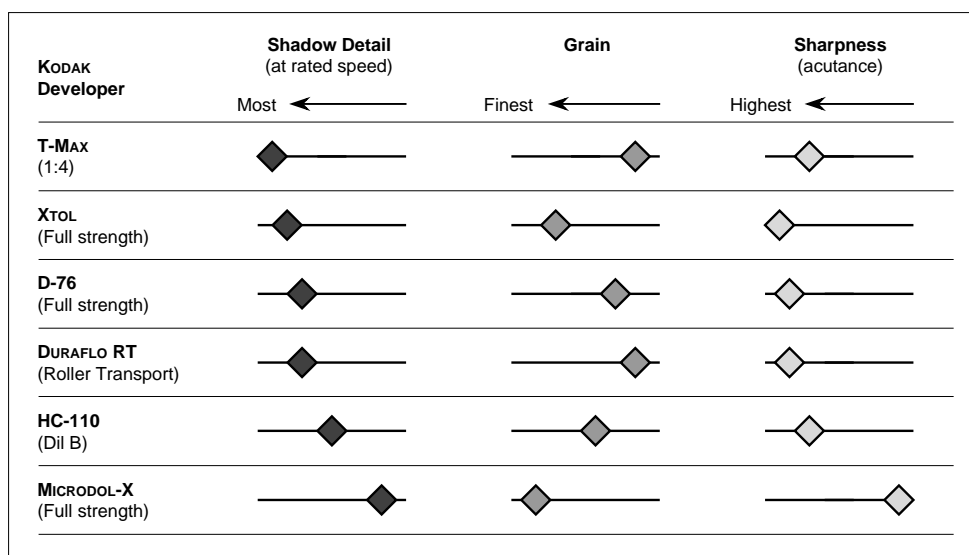 KODAK
Developer
Shadow Detail
(at rated speed)
Most
Grain
Finest
Sharpness
(acutance)
Highest
T-MAX
(1:4)
XTOL
(Full strength)
D-76
(Full strength)
DURAFLO RT
(Roller Transport)
HC-110
(Dil B)
MICRODOL-X
(Full strength)